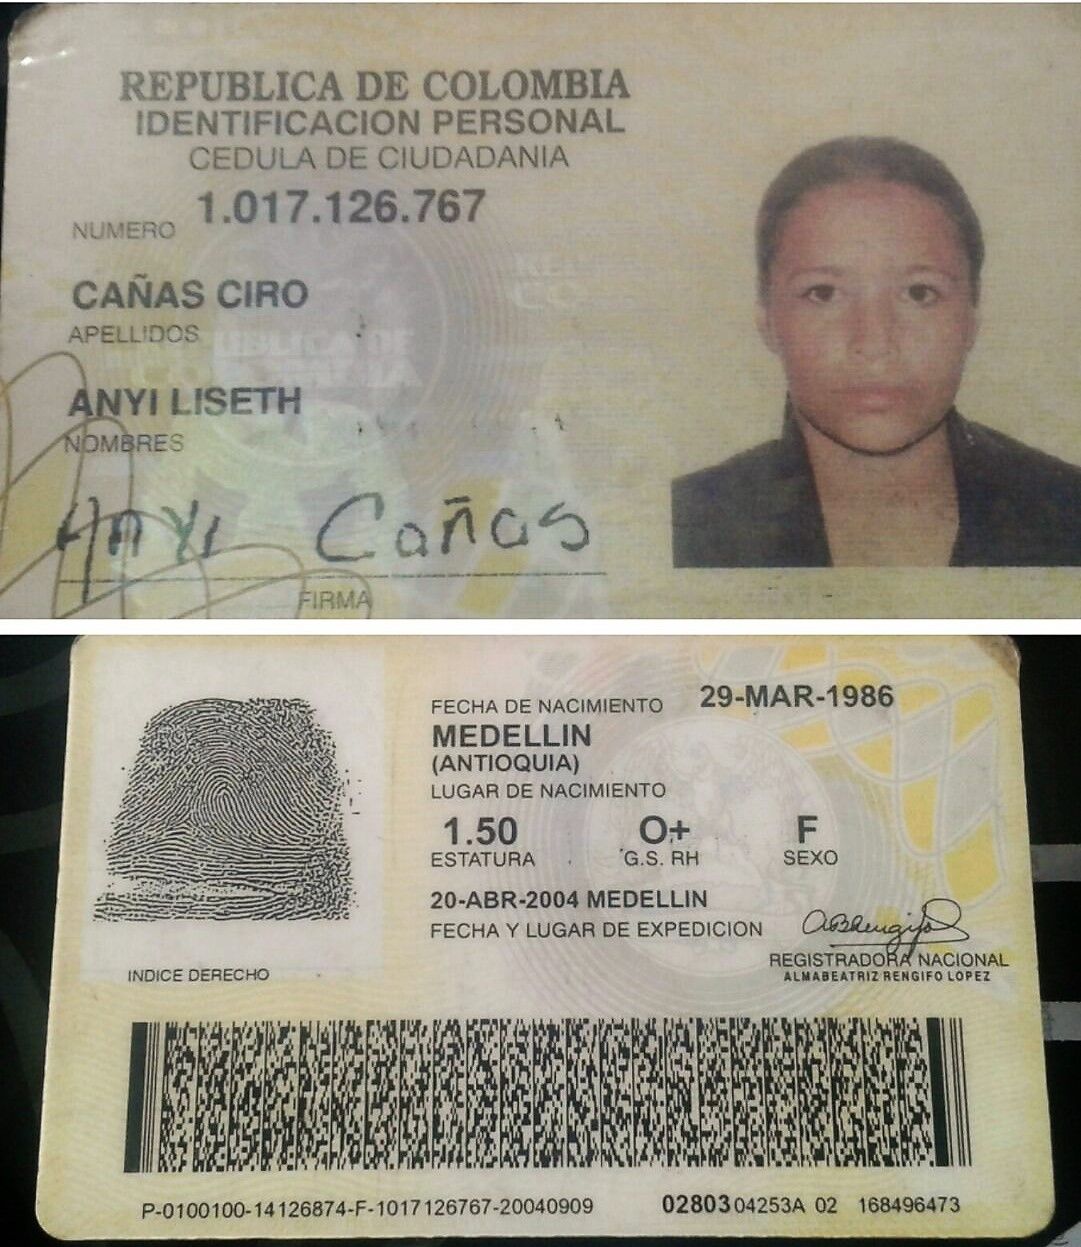 REPUBLICA DE COLOMBIA
IDENTIFICACION PERSONAL
CEDULA DE CIUDADANIA
NUMERO 1.017.126.767
CAÑAS CIRO
APELLIDOS
ANYI LISETH
NOMBRES
Anyi Cañas
FIRMA
FECHA DE NACIMIENTO 29-MAR-1986
MEDELLIN
(ANTIOQUIA)
LUGAR DE NACIMIENTO
1.50 O+ F
ESTATURA G.S. RH SEXO
20-ABR-2004 MEDELLIN
FECHA Y LUGAR DE EXPEDICION
REGISTRADORA NACIONAL
ALMABEATRIZ RENGIFO LOPEZ
INDICE DERECHO
P-0100100-14126874-F-1017126767-20040909 02803 04253A 02 168496473